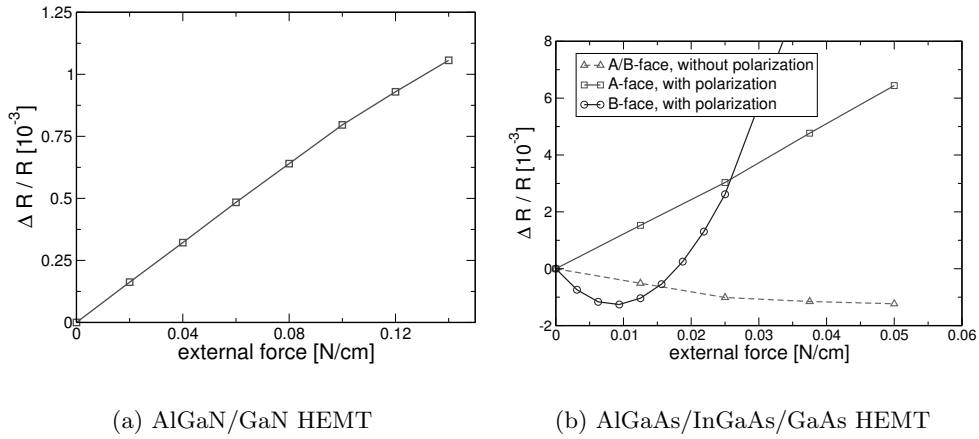 1.25
1
0.75
0.5
0.25
0
Δ R / R [10⁻³]
0 0.04 0.08 0.12
external force [N/cm]
(a) AlGaN/GaN HEMT
8
6
4
2
0
-2
Δ R / R [10⁻³]
A/B-face, without polarization
A-face, with polarization
B-face, with polarization
0 0.01 0.02 0.03 0.04 0.05 0.06
external force [N/cm]
(b) AlGaAs/InGaAs/GaAs HEMT